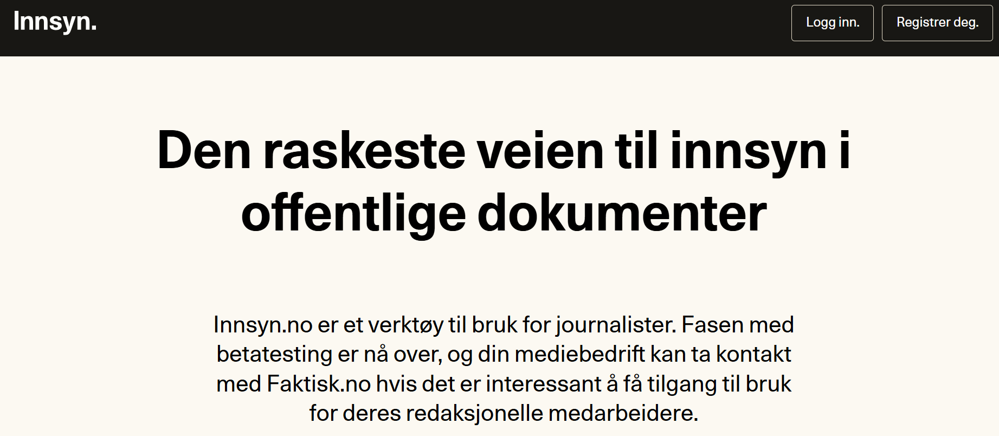 Innsyn.
Logg inn.
Registrer deg.
Den raskeste veien til innsyn i
offentlige dokumenter
Innsyn.no er et verktøy til bruk for journalister. Fasen med
betatesting er nå over, og din mediebedrift kan ta kontakt
med Faktisk.no hvis det er interessant å få tilgang til bruk
for deres redaksjonelle medarbeidere.